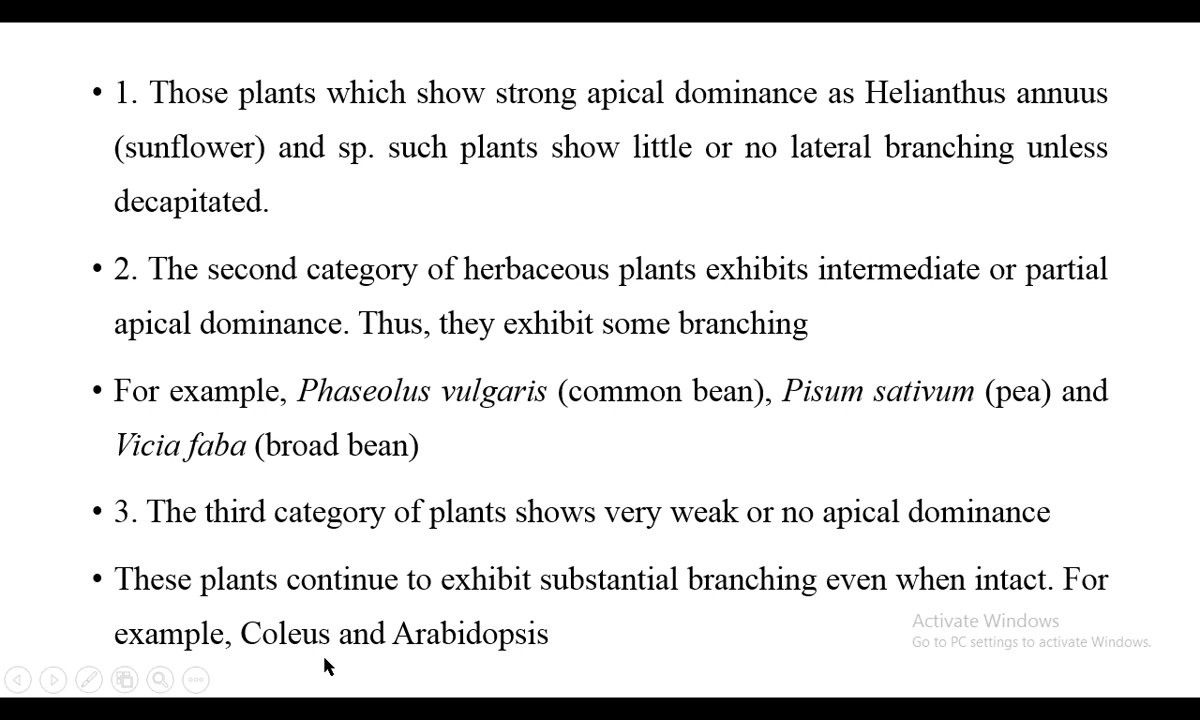 • 1. Those plants which show strong apical dominance as Helianthus annuus
(sunflower) and sp. such plants show little or no lateral branching unless
decapitated.
• 2. The second category of herbaceous plants exhibits intermediate or partial
apical dominance. Thus, they exhibit some branching
• For example, Phaseolus vulgaris (common bean), Pisum sativum (pea) and
Vicia faba (broad bean)
• 3. The third category of plants shows very weak or no apical dominance
• These plants continue to exhibit substantial branching even when intact. For
example, Coleus and Arabidopsis
Activate Windows
Go to PC settings to activate Windows.